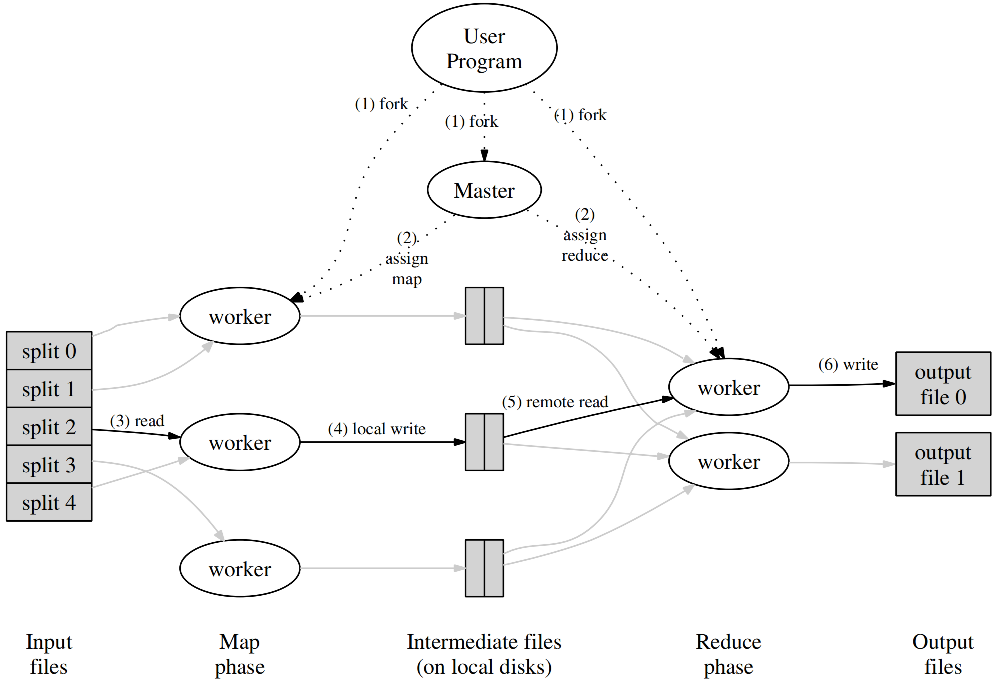 User
Program
(1) fork
(1) fork
(1) fork
Master
(2)
assign
map
(2)
assign
reduce
worker
split 0
split 1
split 2
split 3
split 4
(3) read
worker
(4) local write
worker
(5) remote read
worker
(6) write
output
file 0
worker
output
file 1
Input
files
Map
phase
Intermediate files
(on local disks)
Reduce
phase
Output
files